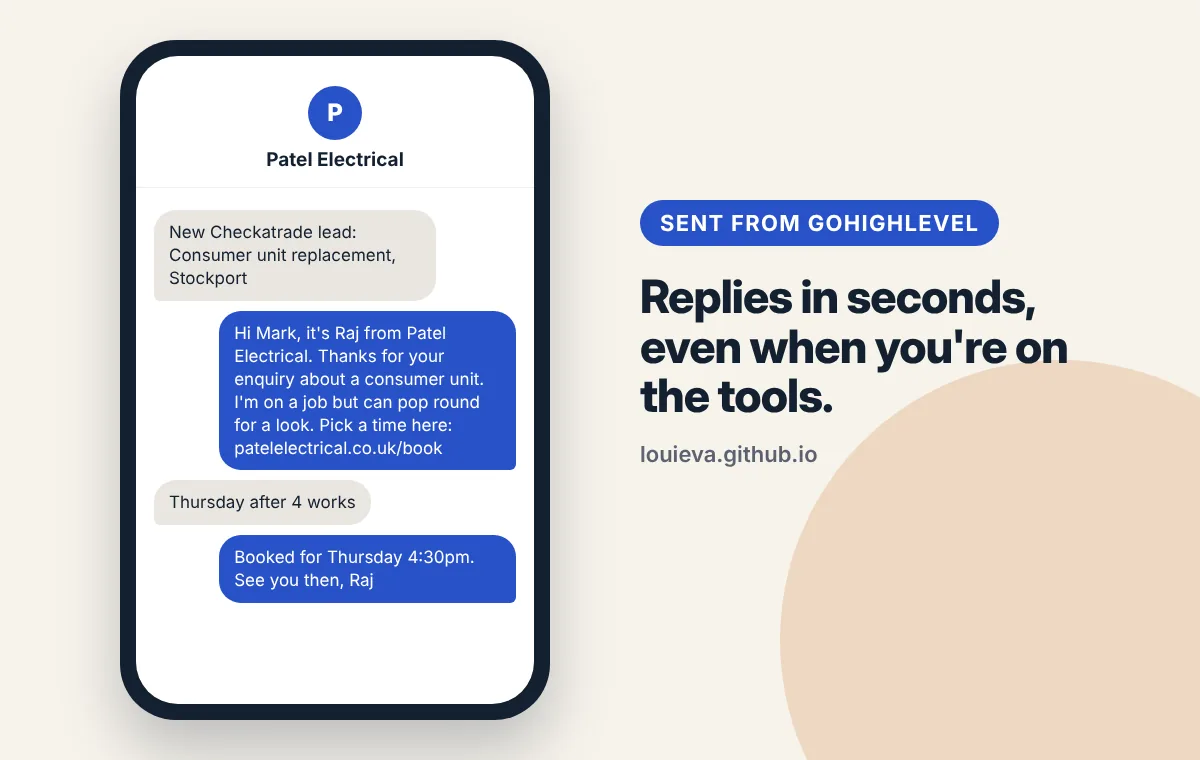 P
Patel Electrical
New Checkatrade lead:
Consumer unit replacement,
Stockport
Hi Mark, it's Raj from Patel
Electrical. Thanks for your
enquiry about a consumer unit.
I'm on a job but can pop round
for a look. Pick a time here:
patelelectrical.co.uk/book
Thursday after 4 works
Booked for Thursday 4:30pm.
See you then, Raj
SENT FROM GOHIGHLEVEL
Replies in seconds,
even when you're on
the tools.
louieva.github.io